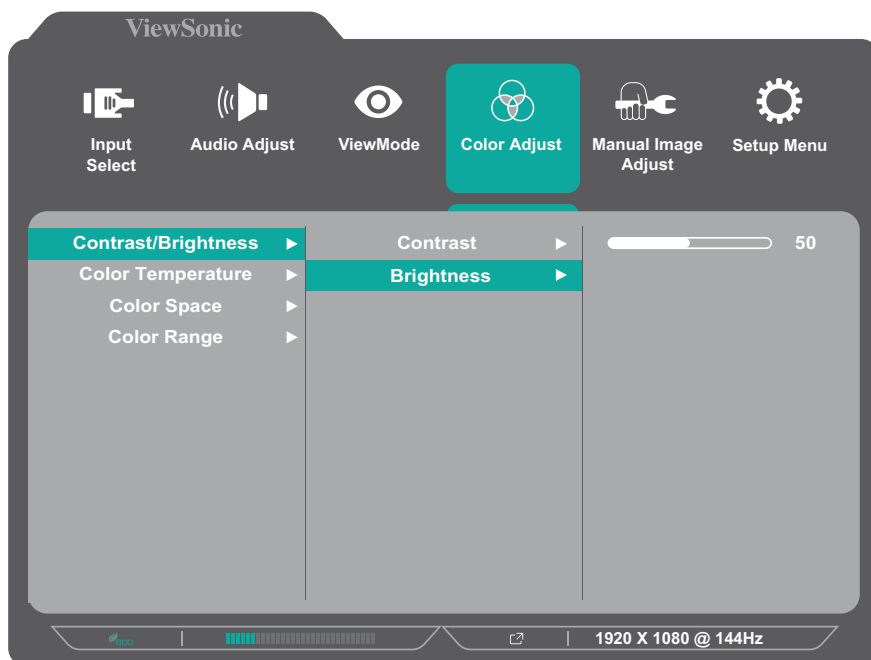 ViewSonic
Input
Select
Audio Adjust
ViewMode
Color Adjust
Manual Image
Adjust
Setup Menu
Contrast/Brightness
Contrast
50
Color Temperature
Brightness
Color Space
Color Range
eco
1920 X 1080 @ 144Hz